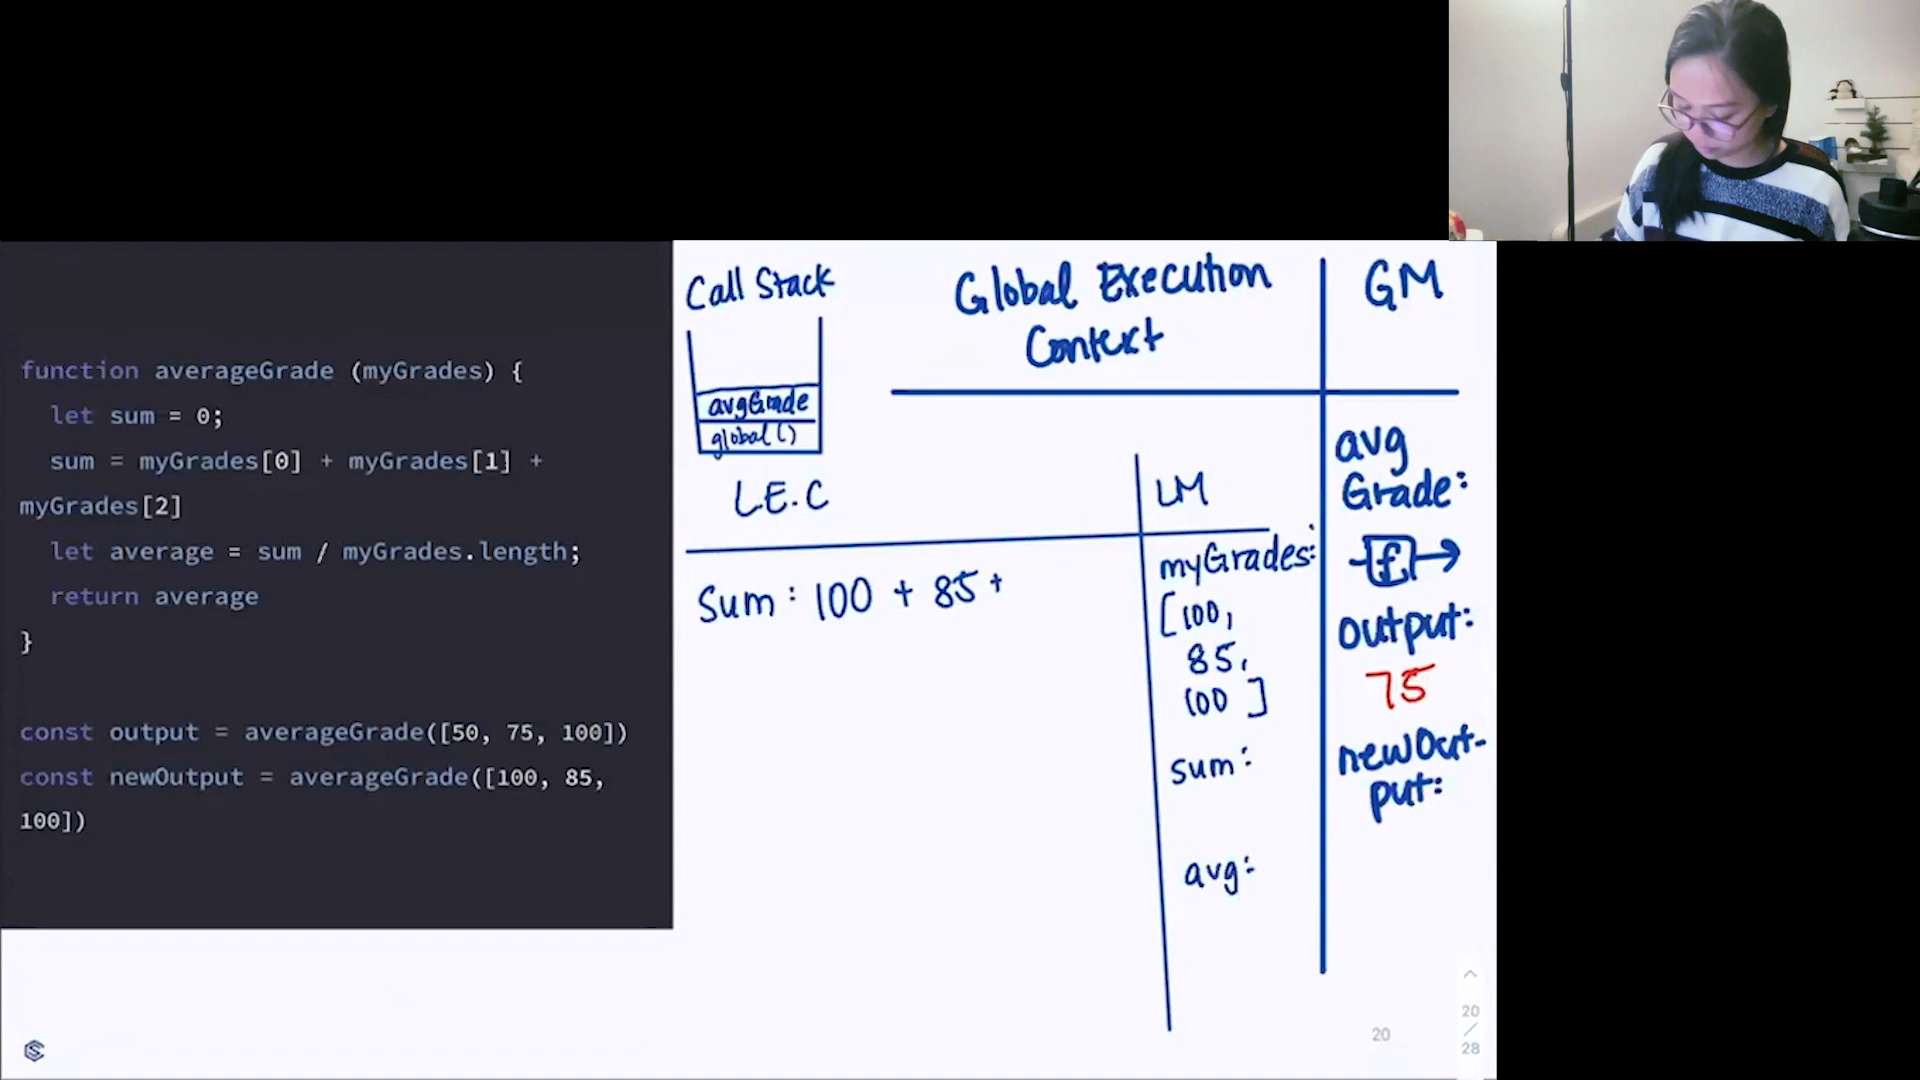 function averageGrade (myGrades) {
let sum = 0;
sum = myGrades[0] + myGrades[1] +
myGrades[2]
let average = sum / myGrades.length;
return average
}
const output = averageGrade([50, 75, 100])
const newOutput = averageGrade([100, 85,
100])
Call Stack
avgGrade
global()
Global Execution
Context
GM
L.E.C
LM
Sum: 100 + 85 +
myGrades:
[100,
85,
100]
sum:
avg:
avg
Grade:
f
output:
75
newOut-
put:
20
20
/
28